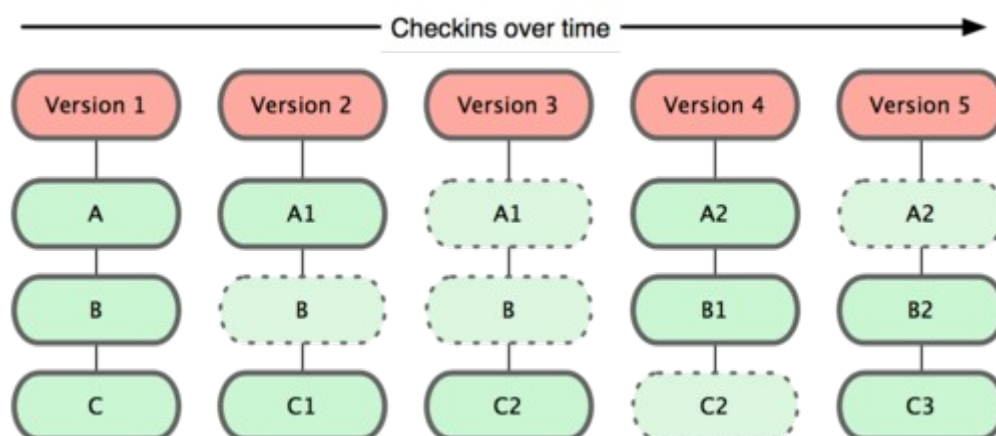 Checkins over time
Version 1 Version 2 Version 3 Version 4 Version 5
A A1 A1 A2 A2
B B B B1 B2
C C1 C2 C2 C3